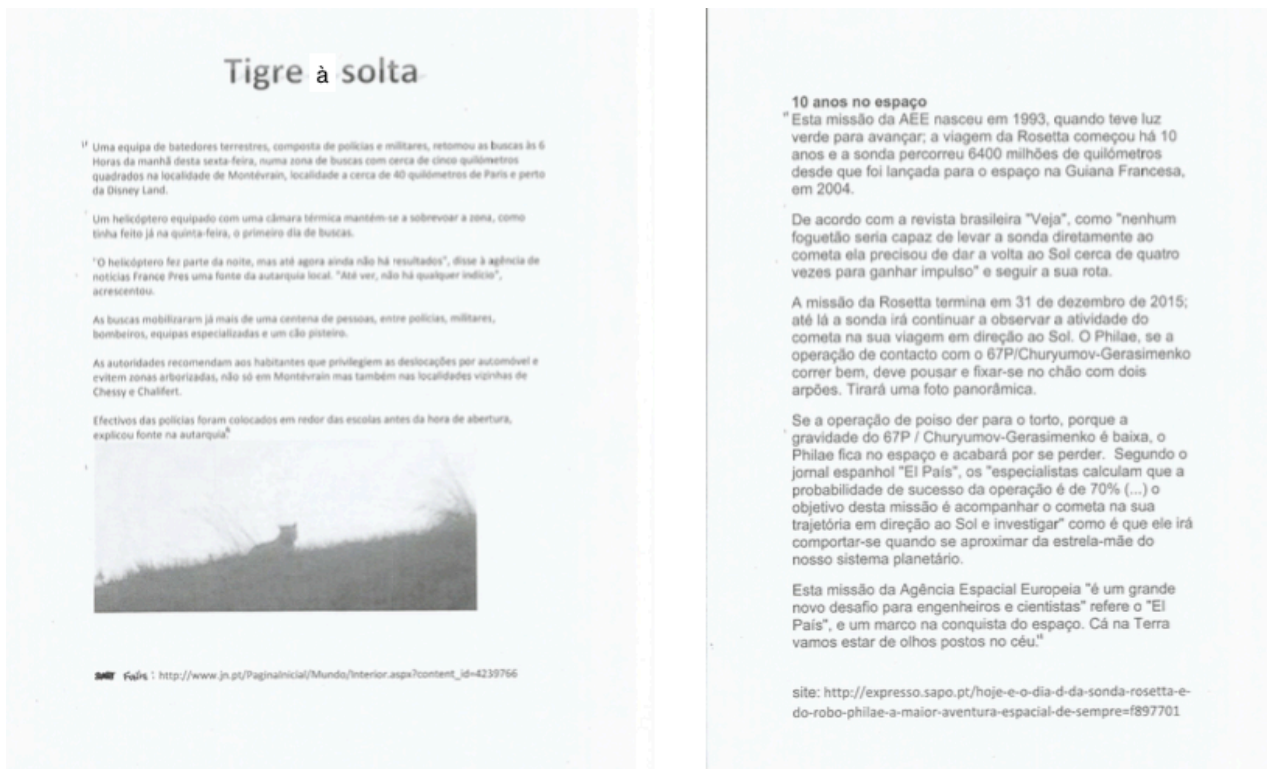 Tigre à solta
" Uma equipa de batedores terrestres, composta de polícias e militares, retomou as buscas às 6
Horas da manhã desta sexta-feira, numa zona de buscas com cerca de cinco quilómetros
quadrados na localidade de Montévrain, localidade a cerca de 40 quilómetros de Paris e perto
da Disney Land.
Um helicóptero equipado com uma câmara térmica mantém-se a sobrevoar a zona, como
tinha feito já na quinta-feira, o primeiro dia de buscas.
"O helicóptero fez parte da noite, mas até agora ainda não há resultados", disse à agência de
notícias France Pres uma fonte da autarquia local. "Até ver, não há qualquer indício",
acrescentou.
As buscas mobilizaram já mais de uma centena de pessoas, entre polícias, militares,
bombeiros, equipas especializadas e um cão pisteiro.
As autoridades recomendam aos habitantes que privilegiem as deslocações por automóvel e
evitem zonas arborizadas, não só em Montévrain mas também nas localidades vizinhas de
Chessy e Chalifert.
Efectivos das polícias foram colocados em redor das escolas antes da hora de abertura,
explicou fonte na autarquia."
: http://www.jn.pt/PaginaInicial/Mundo/Interior.aspx?content_id=4239766
10 anos no espaço
"Esta missão da AEE nasceu em 1993, quando teve luz
verde para avançar; a viagem da Rosetta começou há 10
anos e a sonda percorreu 6400 milhões de quilómetros
desde que foi lançada para o espaço na Guiana Francesa,
em 2004.
De acordo com a revista brasileira "Veja", como "nenhum
foguetão seria capaz de levar a sonda diretamente ao
cometa ela precisou de dar a volta ao Sol cerca de quatro
vezes para ganhar impulso" e seguir a sua rota.
A missão da Rosetta termina em 31 de dezembro de 2015;
até lá a sonda irá continuar a observar a atividade do
cometa na sua viagem em direção ao Sol. O Philae, se a
operação de contacto com o 67P/Churyumov-Gerasimenko
correr bem, deve pousar e fixar-se no chão com dois
arpões. Tirará uma foto panorâmica.
Se a operação de poiso der para o torto, porque a
gravidade do 67P / Churyumov-Gerasimenko é baixa, o
Philae fica no espaço e acabará por se perder. Segundo o
jornal espanhol "El País", os "especialistas calculam que a
probabilidade de sucesso da operação é de 70% (...) o
objetivo desta missão é acompanhar o cometa na sua
trajetória em direção ao Sol e investigar" como é que ele irá
comportar-se quando se aproximar da estrela-mãe do
nosso sistema planetário.
Esta missão da Agência Espacial Europeia "é um grande
novo desafio para engenheiros e cientistas" refere o "El
País", e um marco na conquista do espaço. Cá na Terra
vamos estar de olhos postos no céu."
site: http://expresso.sapo.pt/hoje-e-o-dia-d-da-sonda-rosetta-e-
do-robo-philae-a-maior-aventura-espacial-de-sempre=f897701